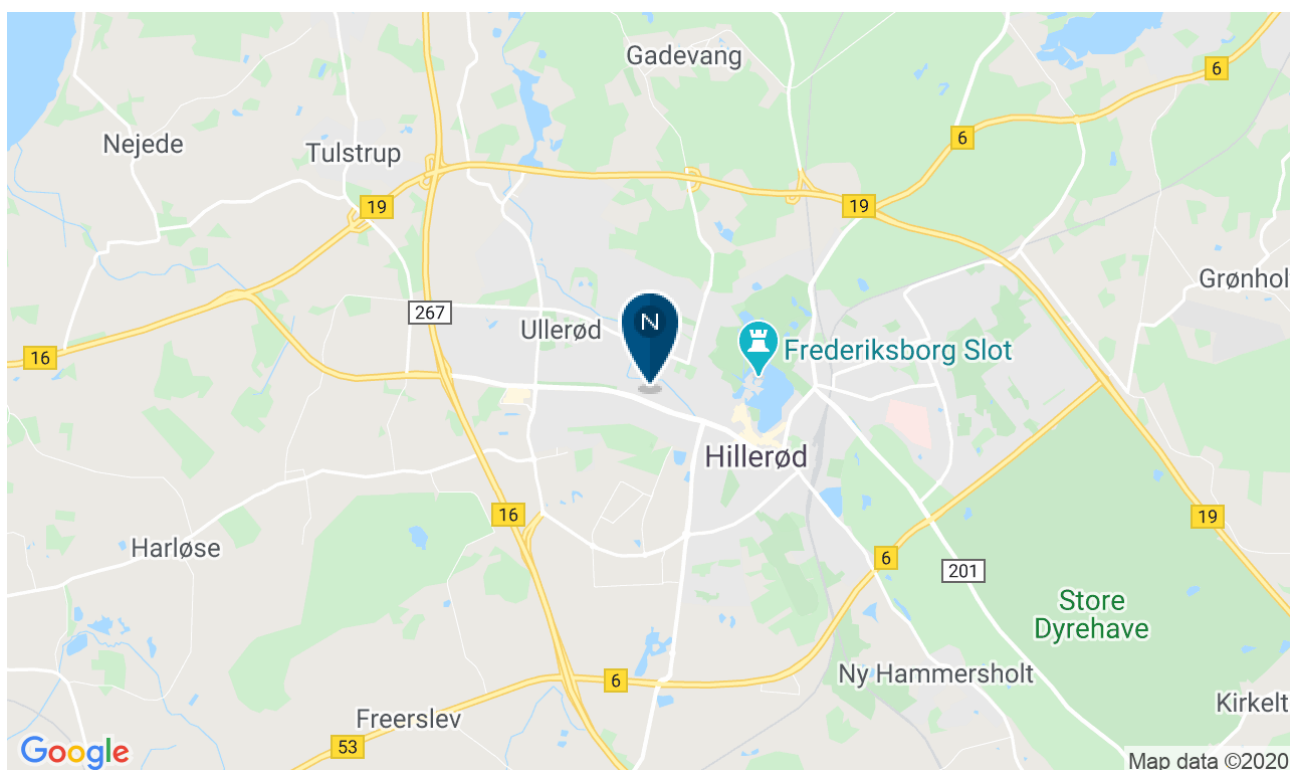 Gadevang
6
6
Nejede
Tulstrup
19
19
Grønhol
267
Ullerød
N
Frederiksborg Slot
16
Hillerød
16
19
Harløse
6
201
Store
Dyrehave
Ny Hammersholt
6
Kirkelt
Freerslev
53
Google
Map data ©2020